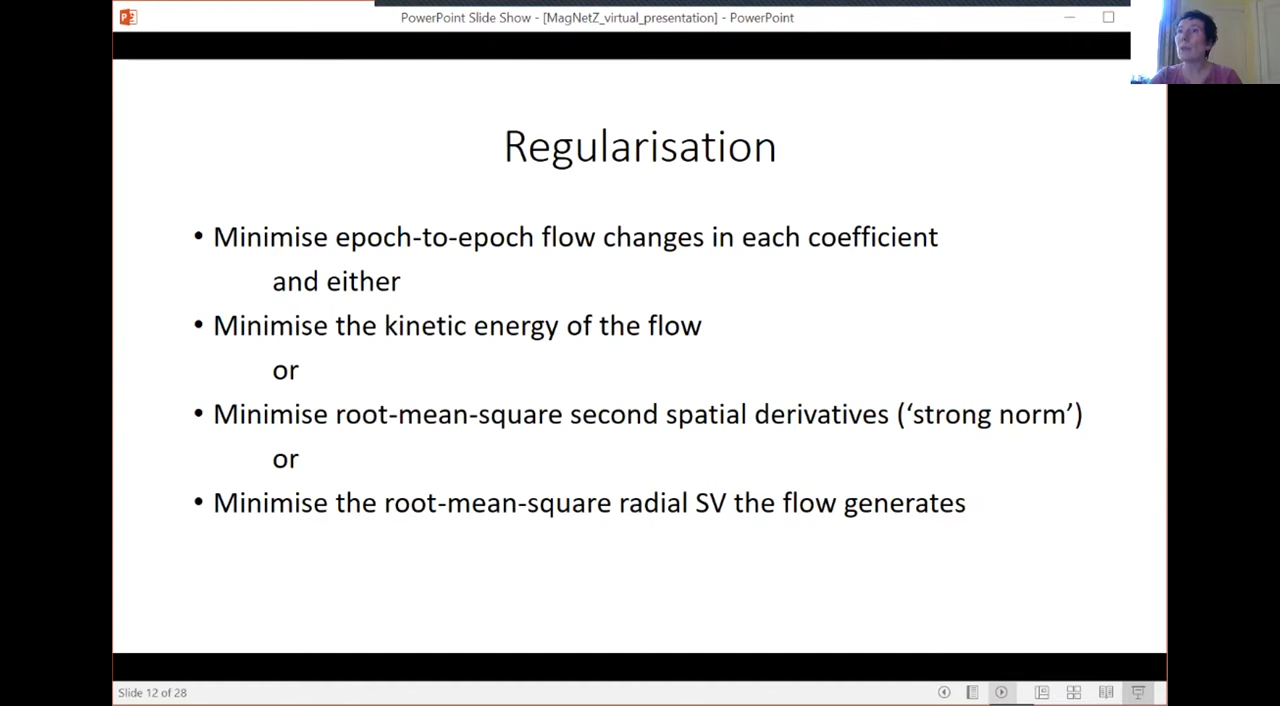 PowerPoint Slide Show - [MagNetZ_virtual_presentation] - PowerPoint
Regularisation
• Minimise epoch-to-epoch flow changes in each coefficient
and either
• Minimise the kinetic energy of the flow
or
• Minimise root-mean-square second spatial derivatives (‘strong norm’)
or
• Minimise the root-mean-square radial SV the flow generates
Slide 12 of 28